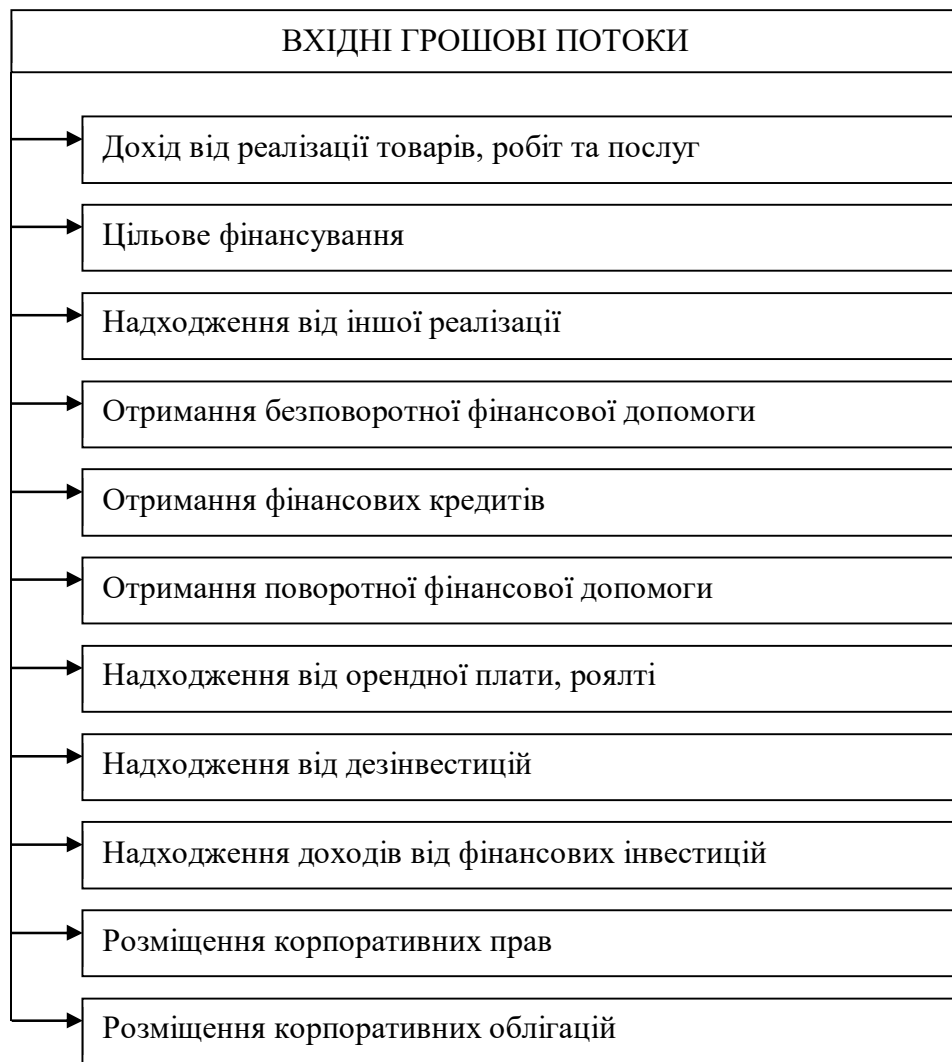 ВХІДНІ ГРОШОВІ ПОТОКИ
Дохід від реалізації товарів, робіт та послуг
Цільове фінансування
Надходження від іншої реалізації
Отримання безповоротної фінансової допомоги
Отримання фінансових кредитів
Отримання поворотної фінансової допомоги
Надходження від орендної плати, роялті
Надходження від дезінвестицій
Надходження доходів від фінансових інвестицій
Розміщення корпоративних прав
Розміщення корпоративних облігацій